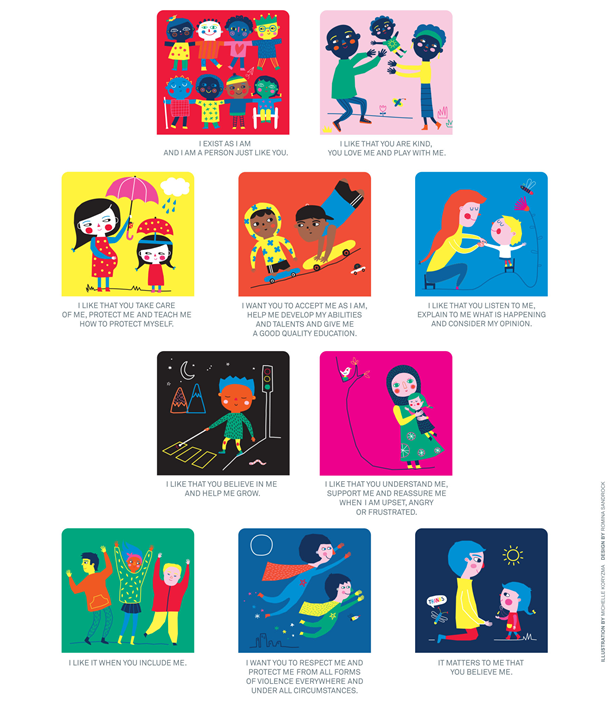 I EXIST AS I AM
AND I AM A PERSON JUST LIKE YOU.
I LIKE THAT YOU ARE KIND,
YOU LOVE ME AND PLAY WITH ME.
I LIKE THAT YOU TAKE CARE
OF ME, PROTECT ME AND TEACH ME
HOW TO PROTECT MYSELF.
I WANT YOU TO ACCEPT ME AS I AM,
HELP ME DEVELOP MY ABILITIES
AND TALENTS AND GIVE ME
A GOOD QUALITY EDUCATION.
I LIKE THAT YOU LISTEN TO ME,
EXPLAIN TO ME WHAT IS HAPPENING
AND CONSIDER MY OPINION.
I LIKE THAT YOU BELIEVE IN ME
AND HELP ME GROW.
I LIKE THAT YOU UNDERSTAND ME,
SUPPORT ME AND REASSURE ME
WHEN I AM UPSET, ANGRY
OR FRUSTRATED.
I LIKE IT WHEN YOU INCLUDE ME.
I WANT YOU TO RESPECT ME AND
PROTECT ME FROM ALL FORMS
OF VIOLENCE EVERYWHERE AND
UNDER ALL CIRCUMSTANCES.
IT MATTERS TO ME THAT
YOU BELIEVE ME.
ILLUSTRATION BY MICHELLE KORYZMA DESIGN BY ROMINA SANDROCK